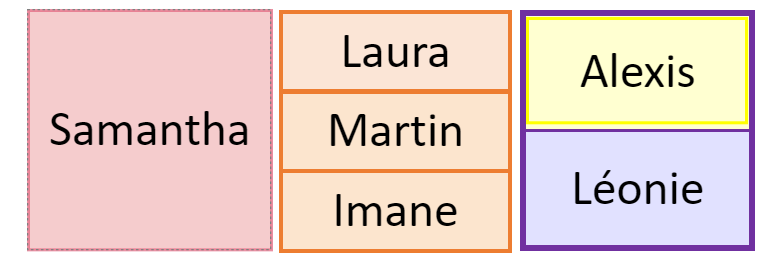 Samantha
Laura
Martin
Imane
Alexis
Léonie